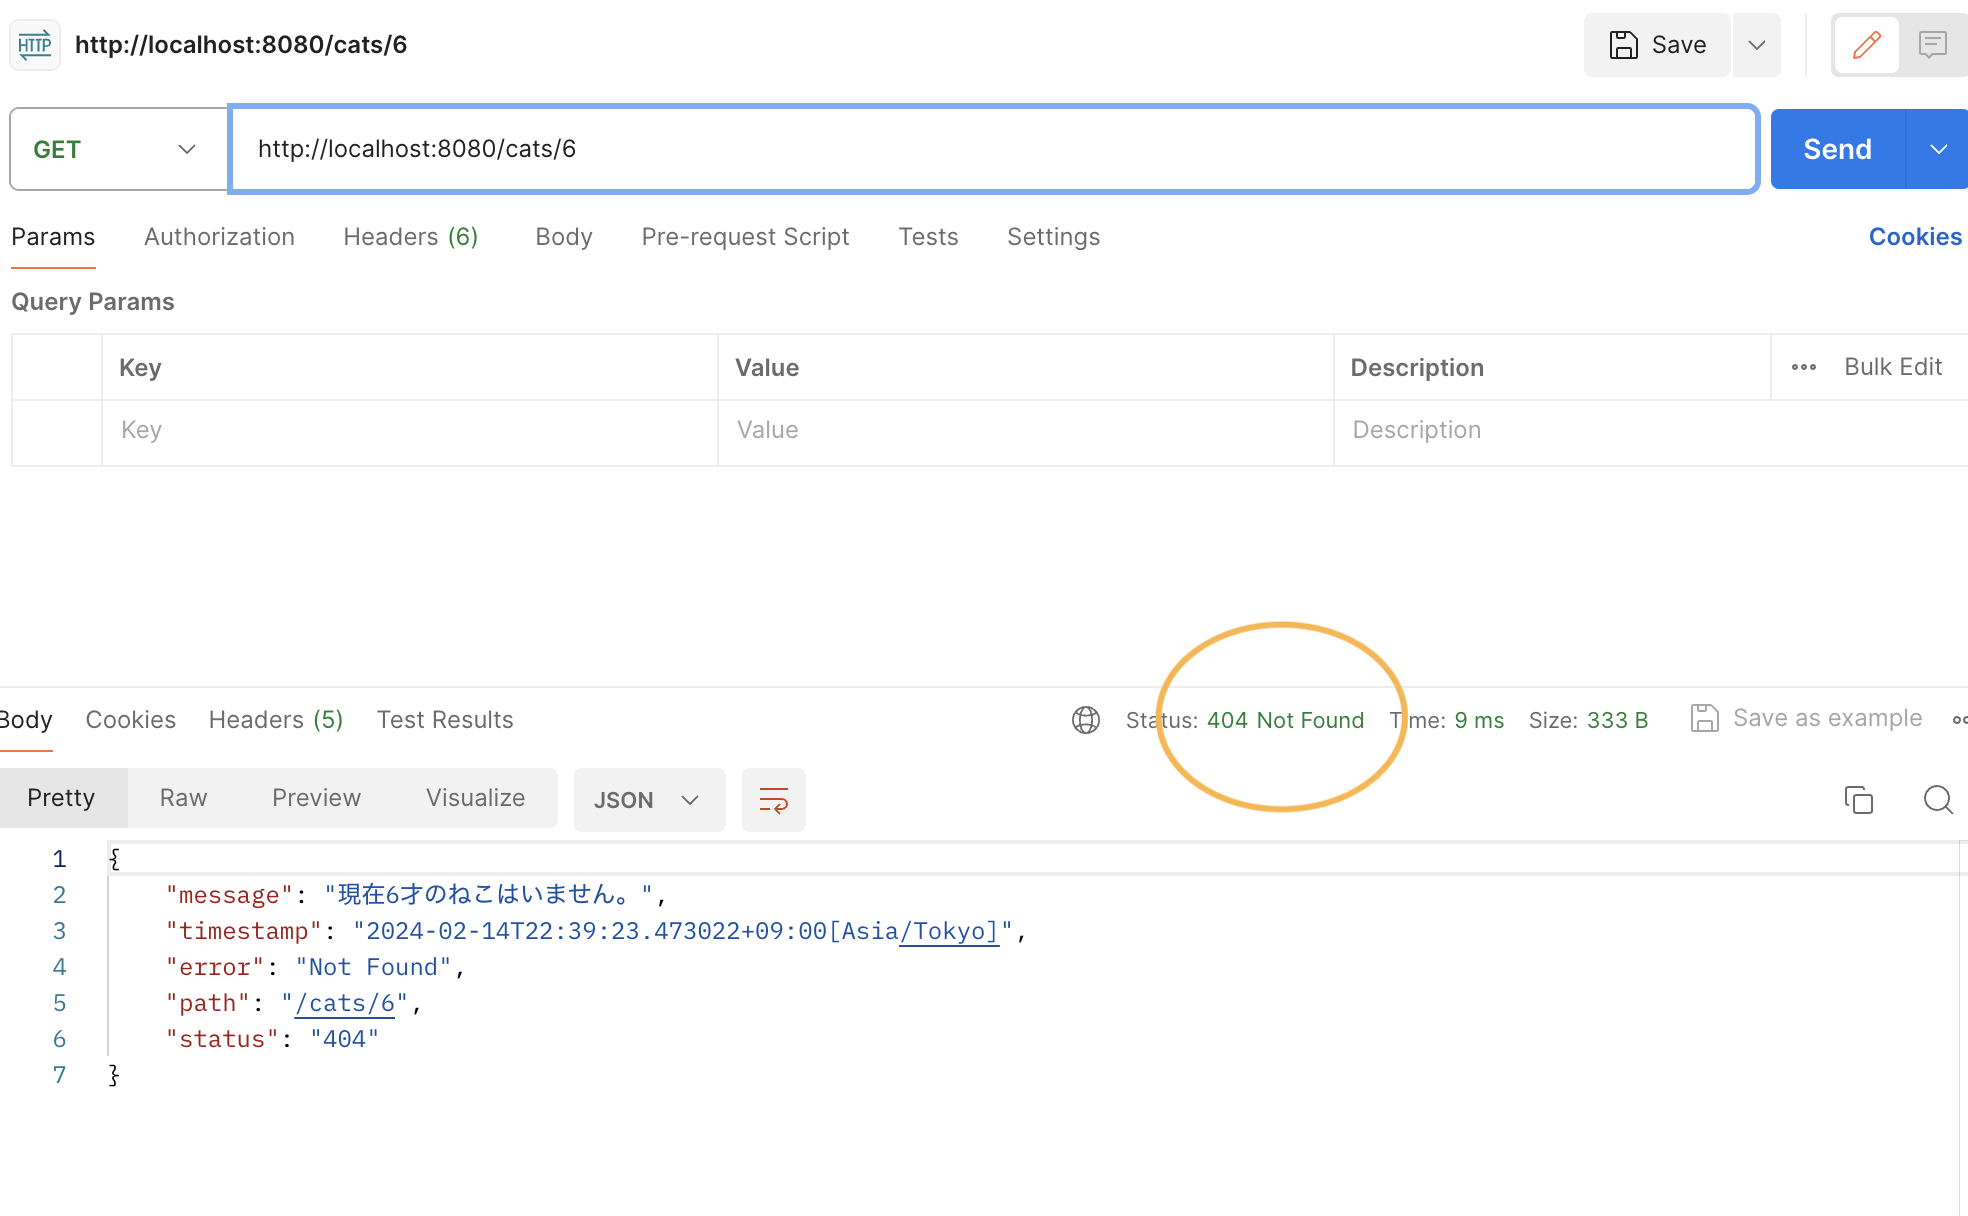 HTTP http://localhost:8080/cats/6 Save
GET http://localhost:8080/cats/6 Send
Params Authorization Headers (6) Body Pre-request Script Tests Settings Cookies
Query Params
Key Value Description Bulk Edit
Key Value Description
Body Cookies Headers (5) Test Results Status: 404 Not Found Time: 9 ms Size: 333 B Save as example
Pretty Raw Preview Visualize JSON
1 {
2 "message": "現在6才のねこはいません。",
3 "timestamp": "2024-02-14T22:39:23.473022+09:00[Asia/Tokyo]",
4 "error": "Not Found",
5 "path": "/cats/6",
6 "status": "404"
7 }